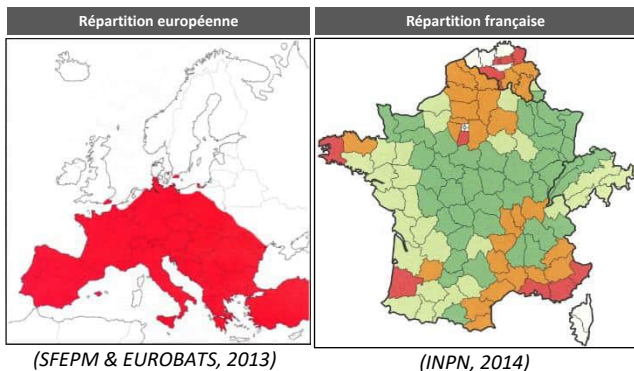 Répartition européenne
Répartition française
(SFEPM & EUROBATS, 2013)
(INPN, 2014)